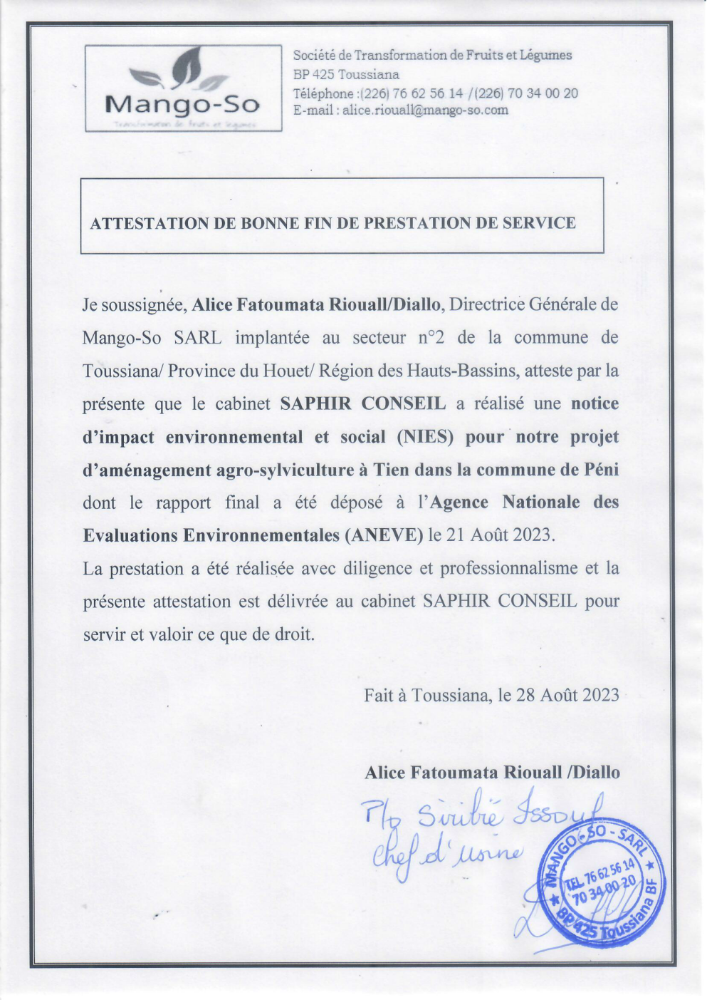 Mango-So
Transformation de fruits et légumes
Société de Transformation de Fruits et Légumes
BP 425 Toussiana
Téléphone :(226) 76 62 56 14 /(226) 70 34 00 20
E-mail : alice.riouall@mango-so.com
ATTESTATION DE BONNE FIN DE PRESTATION DE SERVICE
Je soussignée, Alice Fatoumata Riouall/Diallo, Directrice Générale de
Mango-So SARL implantée au secteur n°2 de la commune de
Toussiana/ Province du Houet/ Région des Hauts-Bassins, atteste par la
présente que le cabinet SAPHIR CONSEIL a réalisé une notice
d’impact environnemental et social (NIES) pour notre projet
d’aménagement agro-sylviculture à Tien dans la commune de Péni
dont le rapport final a été déposé à l’Agence Nationale des
Evaluations Environnementales (ANEVE) le 21 Août 2023.
La prestation a été réalisée avec diligence et professionnalisme et la
présente attestation est délivrée au cabinet SAPHIR CONSEIL pour
servir et valoir ce que de droit.
Fait à Toussiana, le 28 Août 2023
Alice Fatoumata Riouall /Diallo
P/o Siribié Issouf
Chef d'usine
★ MANGO-SO-SARL ★
TEL 76 62 56 14
70 34 00 20
BP 425 Toussiana BF